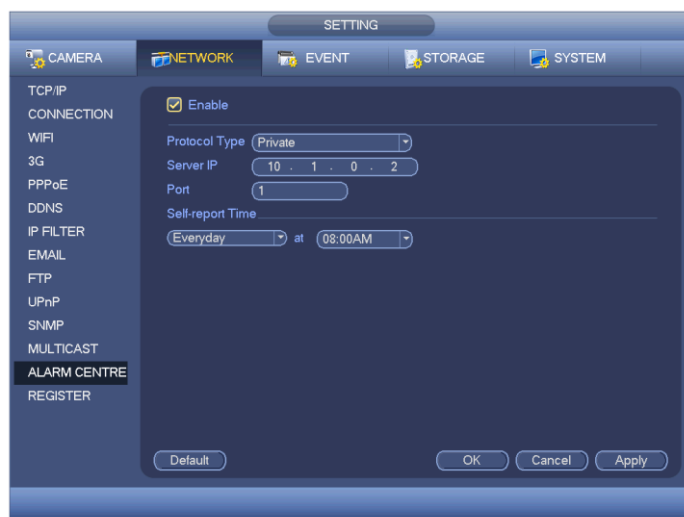 SETTING
CAMERA NETWORK EVENT STORAGE SYSTEM
TCP/IP
CONNECTION
WIFI
3G
PPPoE
DDNS
IP FILTER
EMAIL
FTP
UPnP
SNMP
MULTICAST
ALARM CENTRE
REGISTER
Enable
Protocol Type Private
Server IP 10 . 1 . 0 . 2
Port 1
Self-report Time
Everyday at 08:00AM
Default OK Cancel Apply